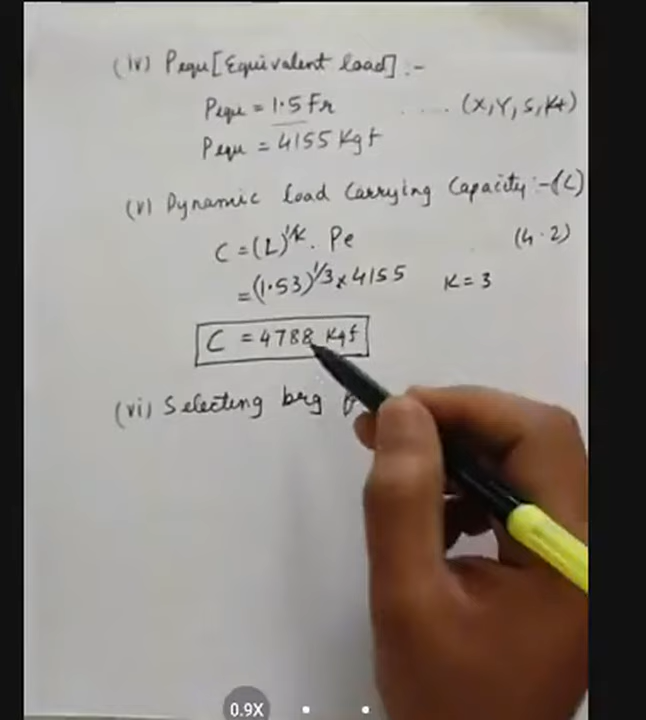 (iv) Pequ [Equivalent load] :-
Pequ = 1.5 Fr ..... (X, Y, S, Kt)
Pequ = 4155 Kgf
(v) Dynamic load Carrying Capacity :- (C)
C = (L)^1/K . Pe (4.2)
= (1.53)^1/3 x 4155 K = 3
C = 4788 Kgf
(vi) Selecting brg
0.9X